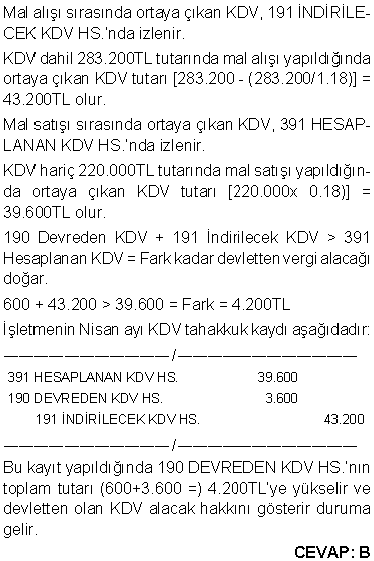 Mal alışı sırasında ortaya çıkan KDV, 191 İNDİRİLE-
CEK KDV HS.'nda izlenir.
KDV dahil 283.200TL tutarında mal alışı yapıldığında
ortaya çıkan KDV tutarı [283.200 - (283.200/1.18)] =
43.200TL olur.
Mal satışı sırasında ortaya çıkan KDV, 391 HESAP-
LANAN KDV HS.'nda izlenir.
KDV hariç 220.000TL tutarında mal satışı yapıldığın-
da ortaya çıkan KDV tutarı [220.000x 0.18)] =
39.600TL olur.
190 Devreden KDV + 191 İndirilecek KDV > 391
Hesaplanan KDV = Fark kadar devletten vergi alacağı
doğar.
600 + 43.200 > 39.600 = Fark = 4.200TL
İşletmenin Nisan ayı KDV tahakkuk kaydı aşağıdadır:
——————————— / ———————————
391 HESAPLANAN KDV HS. 39.600
190 DEVREDEN KDV HS. 3.600
191 İNDİRİLECEK KDV HS. 43.200
——————————— / ———————————
Bu kayıt yapıldığında 190 DEVREDEN KDV HS.'nın
toplam tutarı (600+3.600 =) 4.200TL'ye yükselir ve
devletten olan KDV alacak hakkını gösterir duruma
gelir.
CEVAP: B